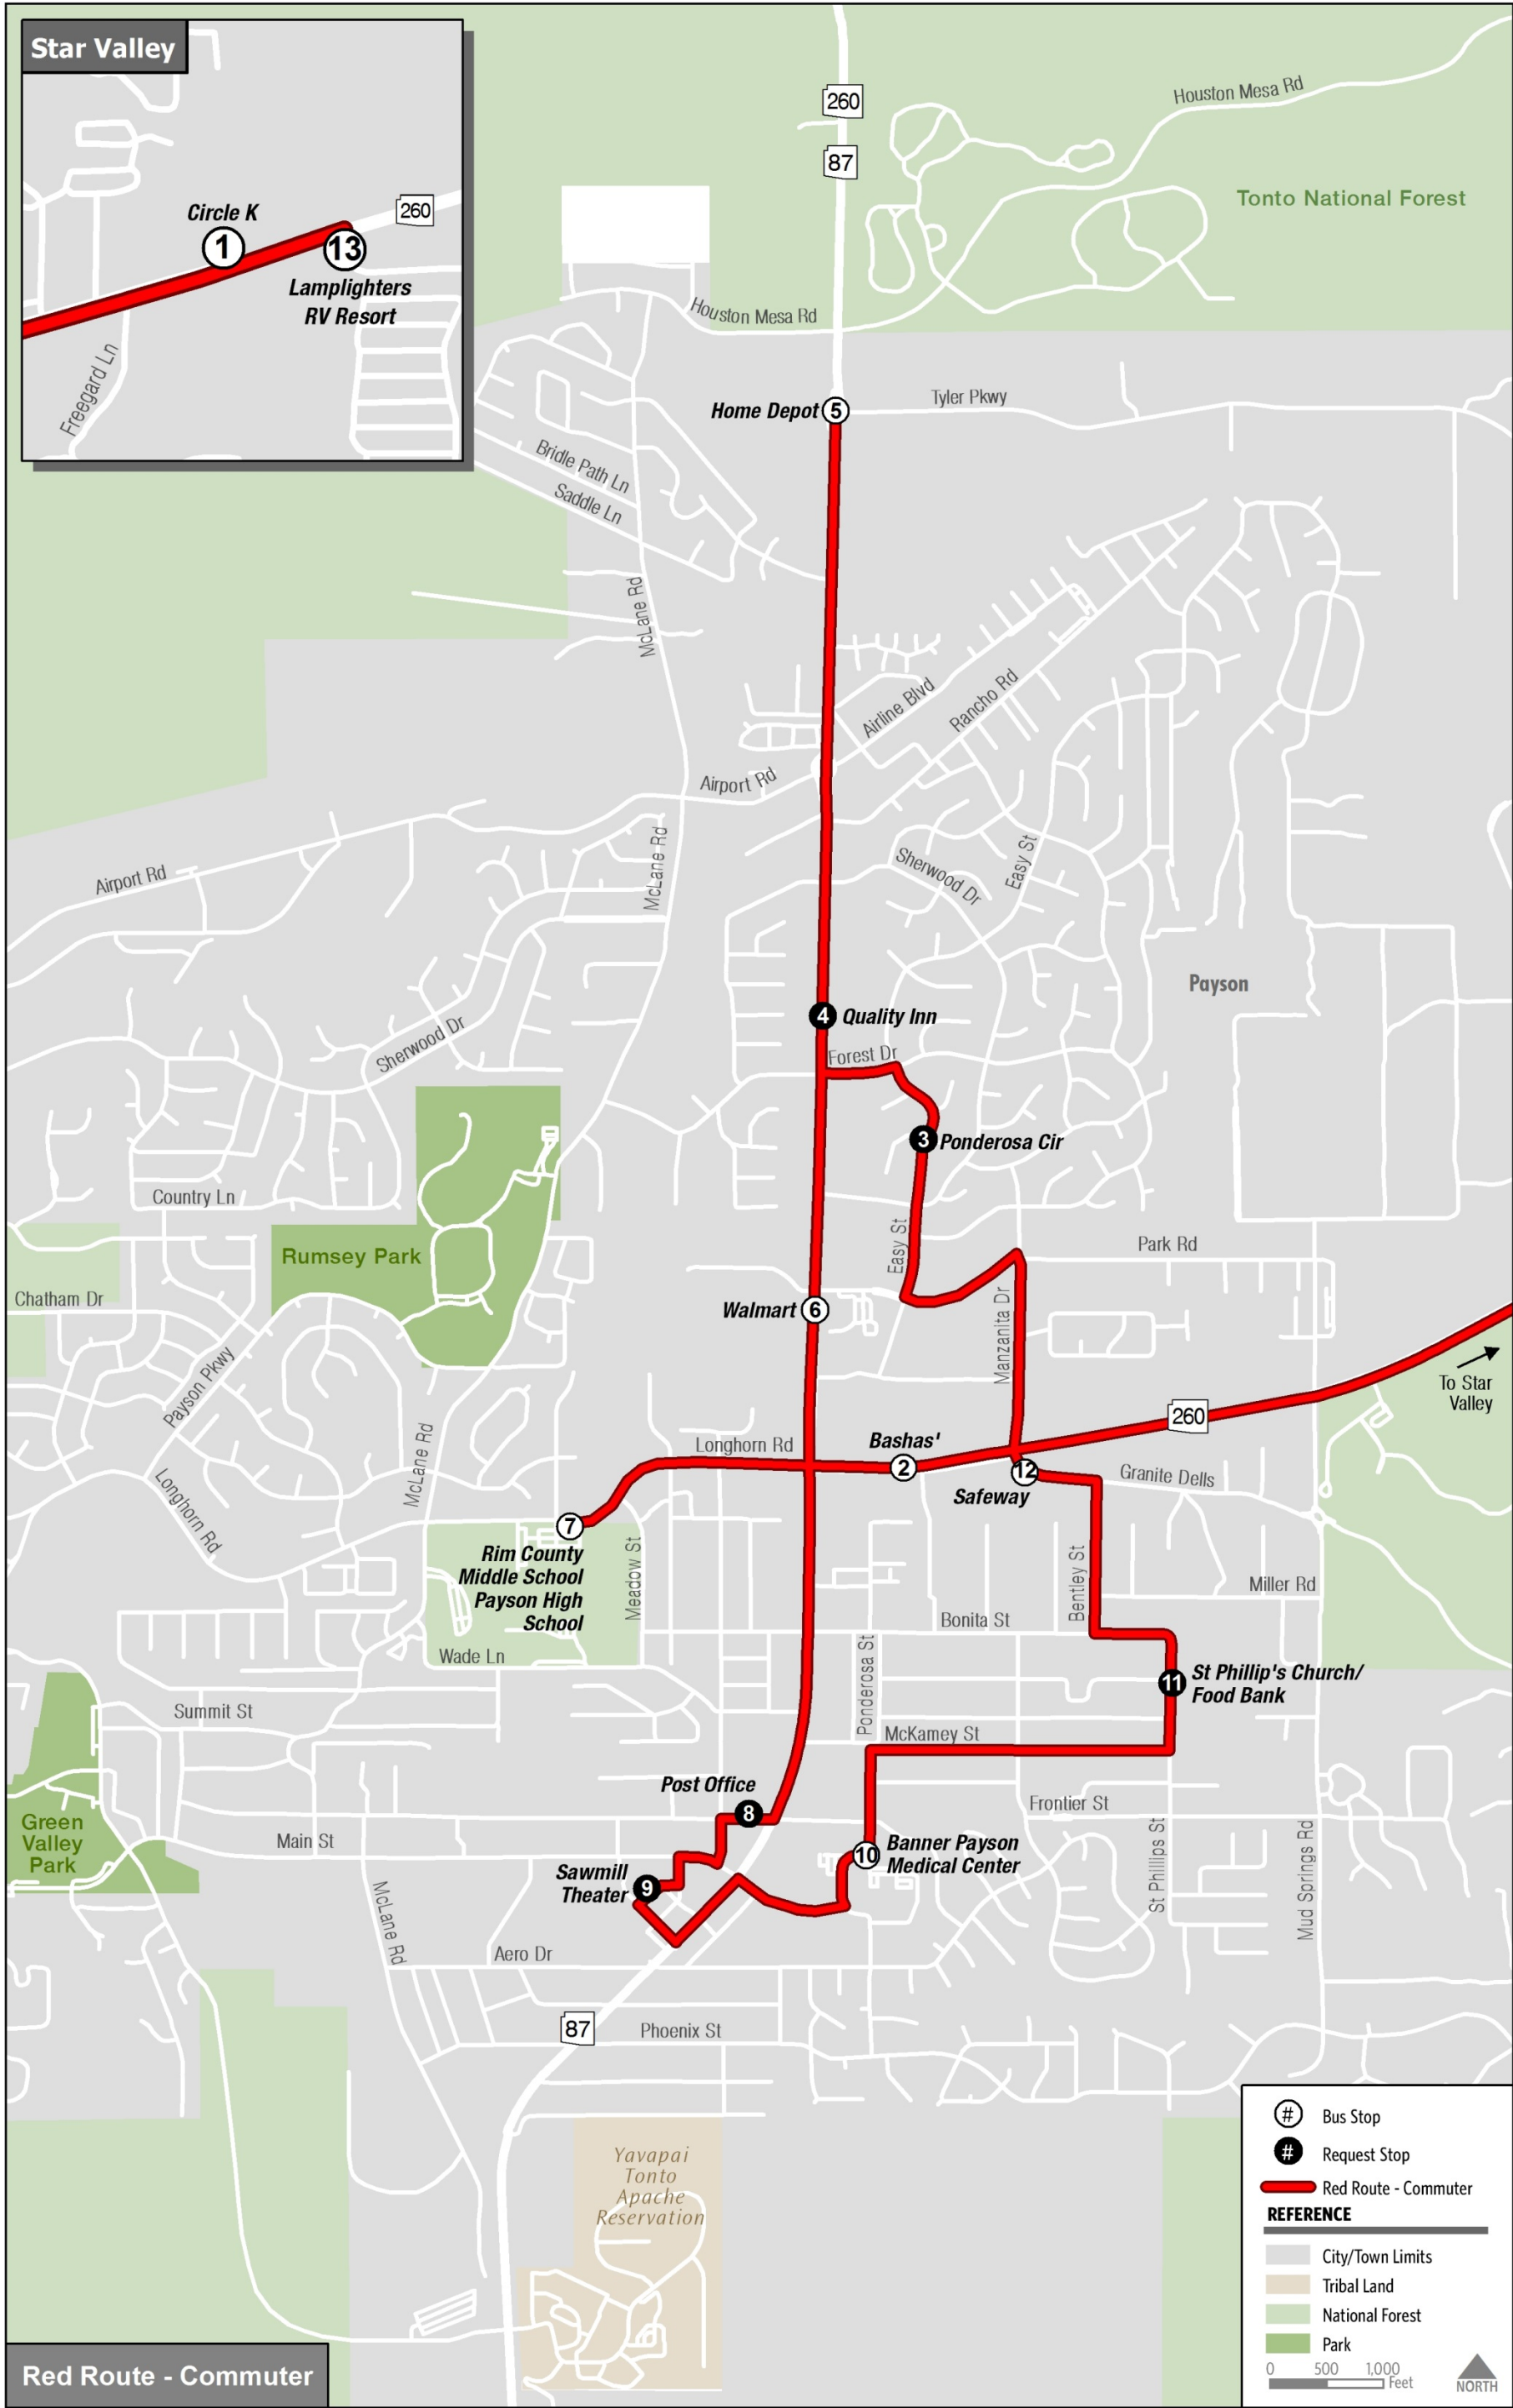 Star Valley
Circle K
1
13
260
Lamplighters
RV Resort
Freegard Ln
260
87
Houston Mesa Rd
Tonto National Forest
Houston Mesa Rd
Home Depot
5
Tyler Pkwy
Bridle Path Ln
Saddle Ln
McLane Rd
Airline Blvd
Rancho Rd
Airport Rd
Airport Rd
McLane Rd
Sherwood Dr
Easy St
Payson
4
Quality Inn
Sherwood Dr
Forest Dr
3
Ponderosa Cir
Country Ln
Rumsey Park
Easy St
Park Rd
Chatham Dr
Walmart
6
Manzanita Dr
Payson Pkwy
To Star
Valley
260
McLane Rd
Longhorn Rd
Bashas'
2
12
Safeway
Granite Dells
Longhorn Rd
7
Rim County
Middle School
Payson High
School
Meadow St
Bentley St
Miller Rd
Bonita St
Wade Ln
Ponderosa St
11
St Phillip's Church/
Food Bank
Summit St
McKamey St
Post Office
8
Frontier St
Green
Valley
Park
Main St
10
Banner Payson
Medical Center
Sawmill
Theater
9
St Phillips St
Mud Springs Rd
McLane Rd
Aero Dr
87
Phoenix St
Yavapai
Tonto
Apache
Reservation
#
Bus Stop
#
Request Stop
Red Route - Commuter
REFERENCE
City/Town Limits
Tribal Land
National Forest
Park
0 500 1,000
Feet
NORTH
Red Route - Commuter